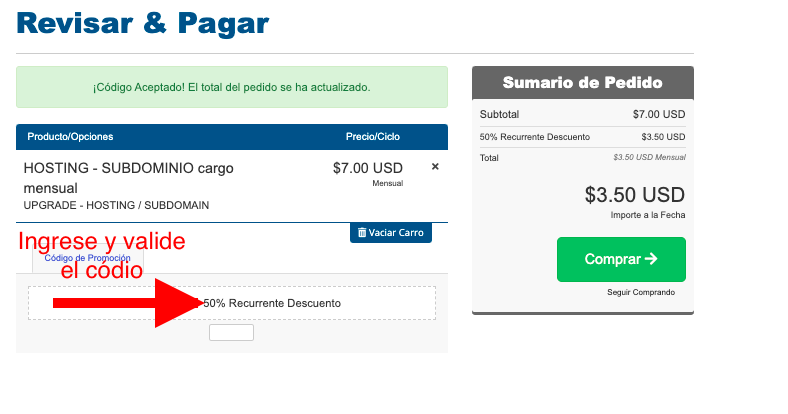 Revisar & Pagar
¡Código Aceptado! El total del pedido se ha actualizado.
Producto/Opciones Precio/Ciclo
HOSTING - SUBDOMINIO cargo mensual
$7.00 USD
Mensual
×
UPGRADE - HOSTING / SUBDOMAIN
Vaciar Carro
Ingrese y valide
el códio
Código de Promoción
50% Recurrente Descuento
Sumario de Pedido
Subtotal $7.00 USD
50% Recurrente Descuento $3.50 USD
Total $3.50 USD Mensual
$3.50 USD
Importe a la Fecha
Comprar →
Seguir Comprando